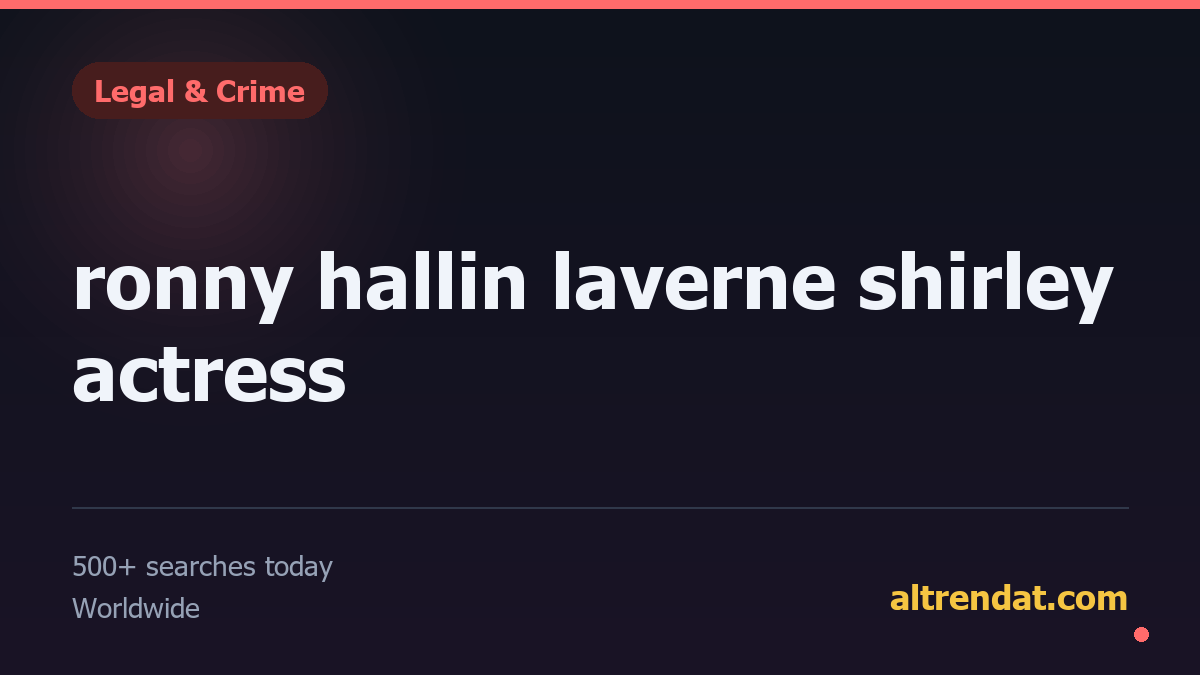 Legal & Crime
ronny hallin laverne shirley
actress
500+ searches today
Worldwide
altrendat.com